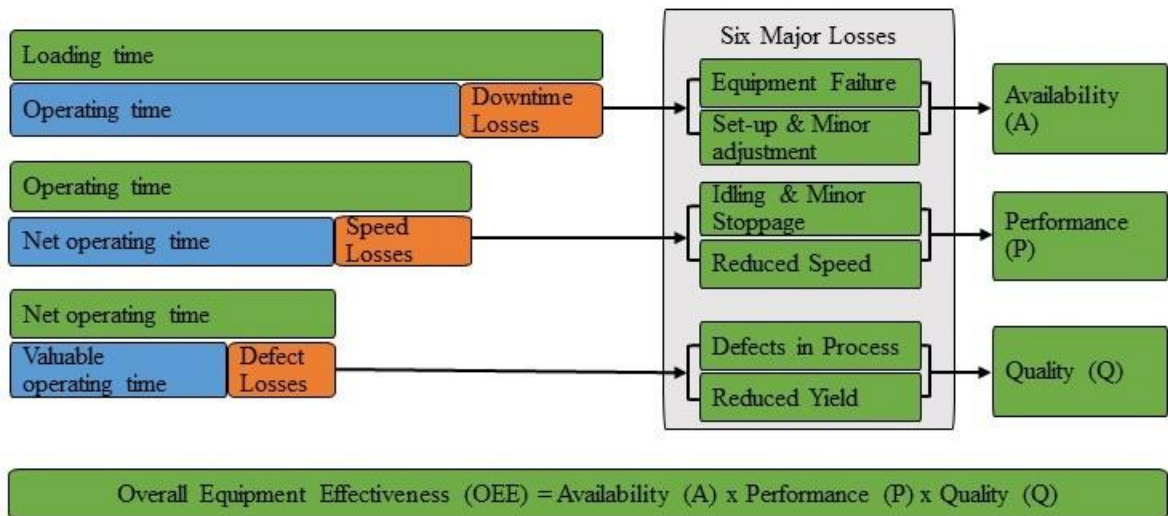 Six Major Losses
Loading time
Operating time
Downtime
Losses
Equipment Failure
Set-up & Minor
adjustment
Availability
(A)
Operating time
Net operating time
Speed
Losses
Idling & Minor
Stoppage
Reduced Speed
Performance
(P)
Net operating time
Valuable
operating time
Defect
Losses
Defects in Process
Reduced Yield
Quality (Q)
Overall Equipment Effectiveness (OEE) = Availability (A) x Performance (P) x Quality (Q)